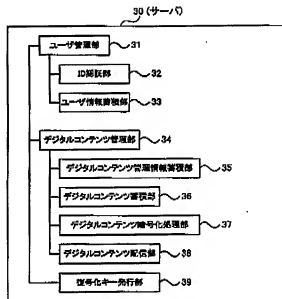 30 (サーバ)
ユーザ管理部 31
ID認証部 32
ユーザ情報蓄積部 33
デジタルコンテンツ管理部 34
デジタルコンテンツ管理情報蓄積部 35
デジタルコンテンツ蓄積部 36
デジタルコンテンツ暗号化処理部 37
デジタルコンテンツ配信部 38
復号化キー発行部 39